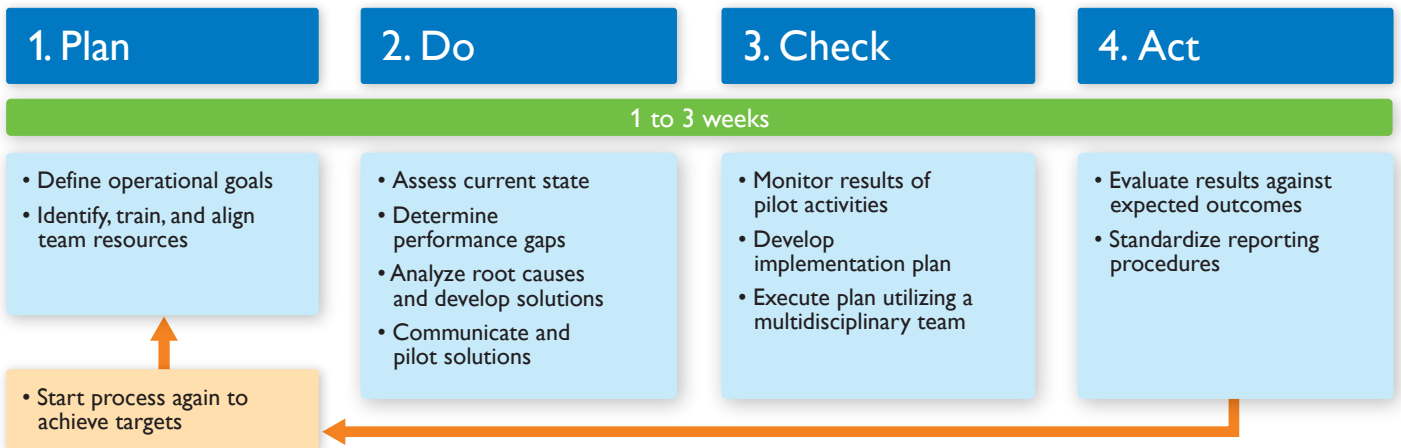 1. Plan
2. Do
3. Check
4. Act
1 to 3 weeks
• Define operational goals
• Identify, train, and align
team resources
• Assess current state
• Determine
performance gaps
• Analyze root causes
and develop solutions
• Communicate and
pilot solutions
• Monitor results of
pilot activities
• Develop
implementation plan
• Execute plan utilizing a
multidisciplinary team
• Evaluate results against
expected outcomes
• Standardize reporting
procedures
• Start process again to
achieve targets